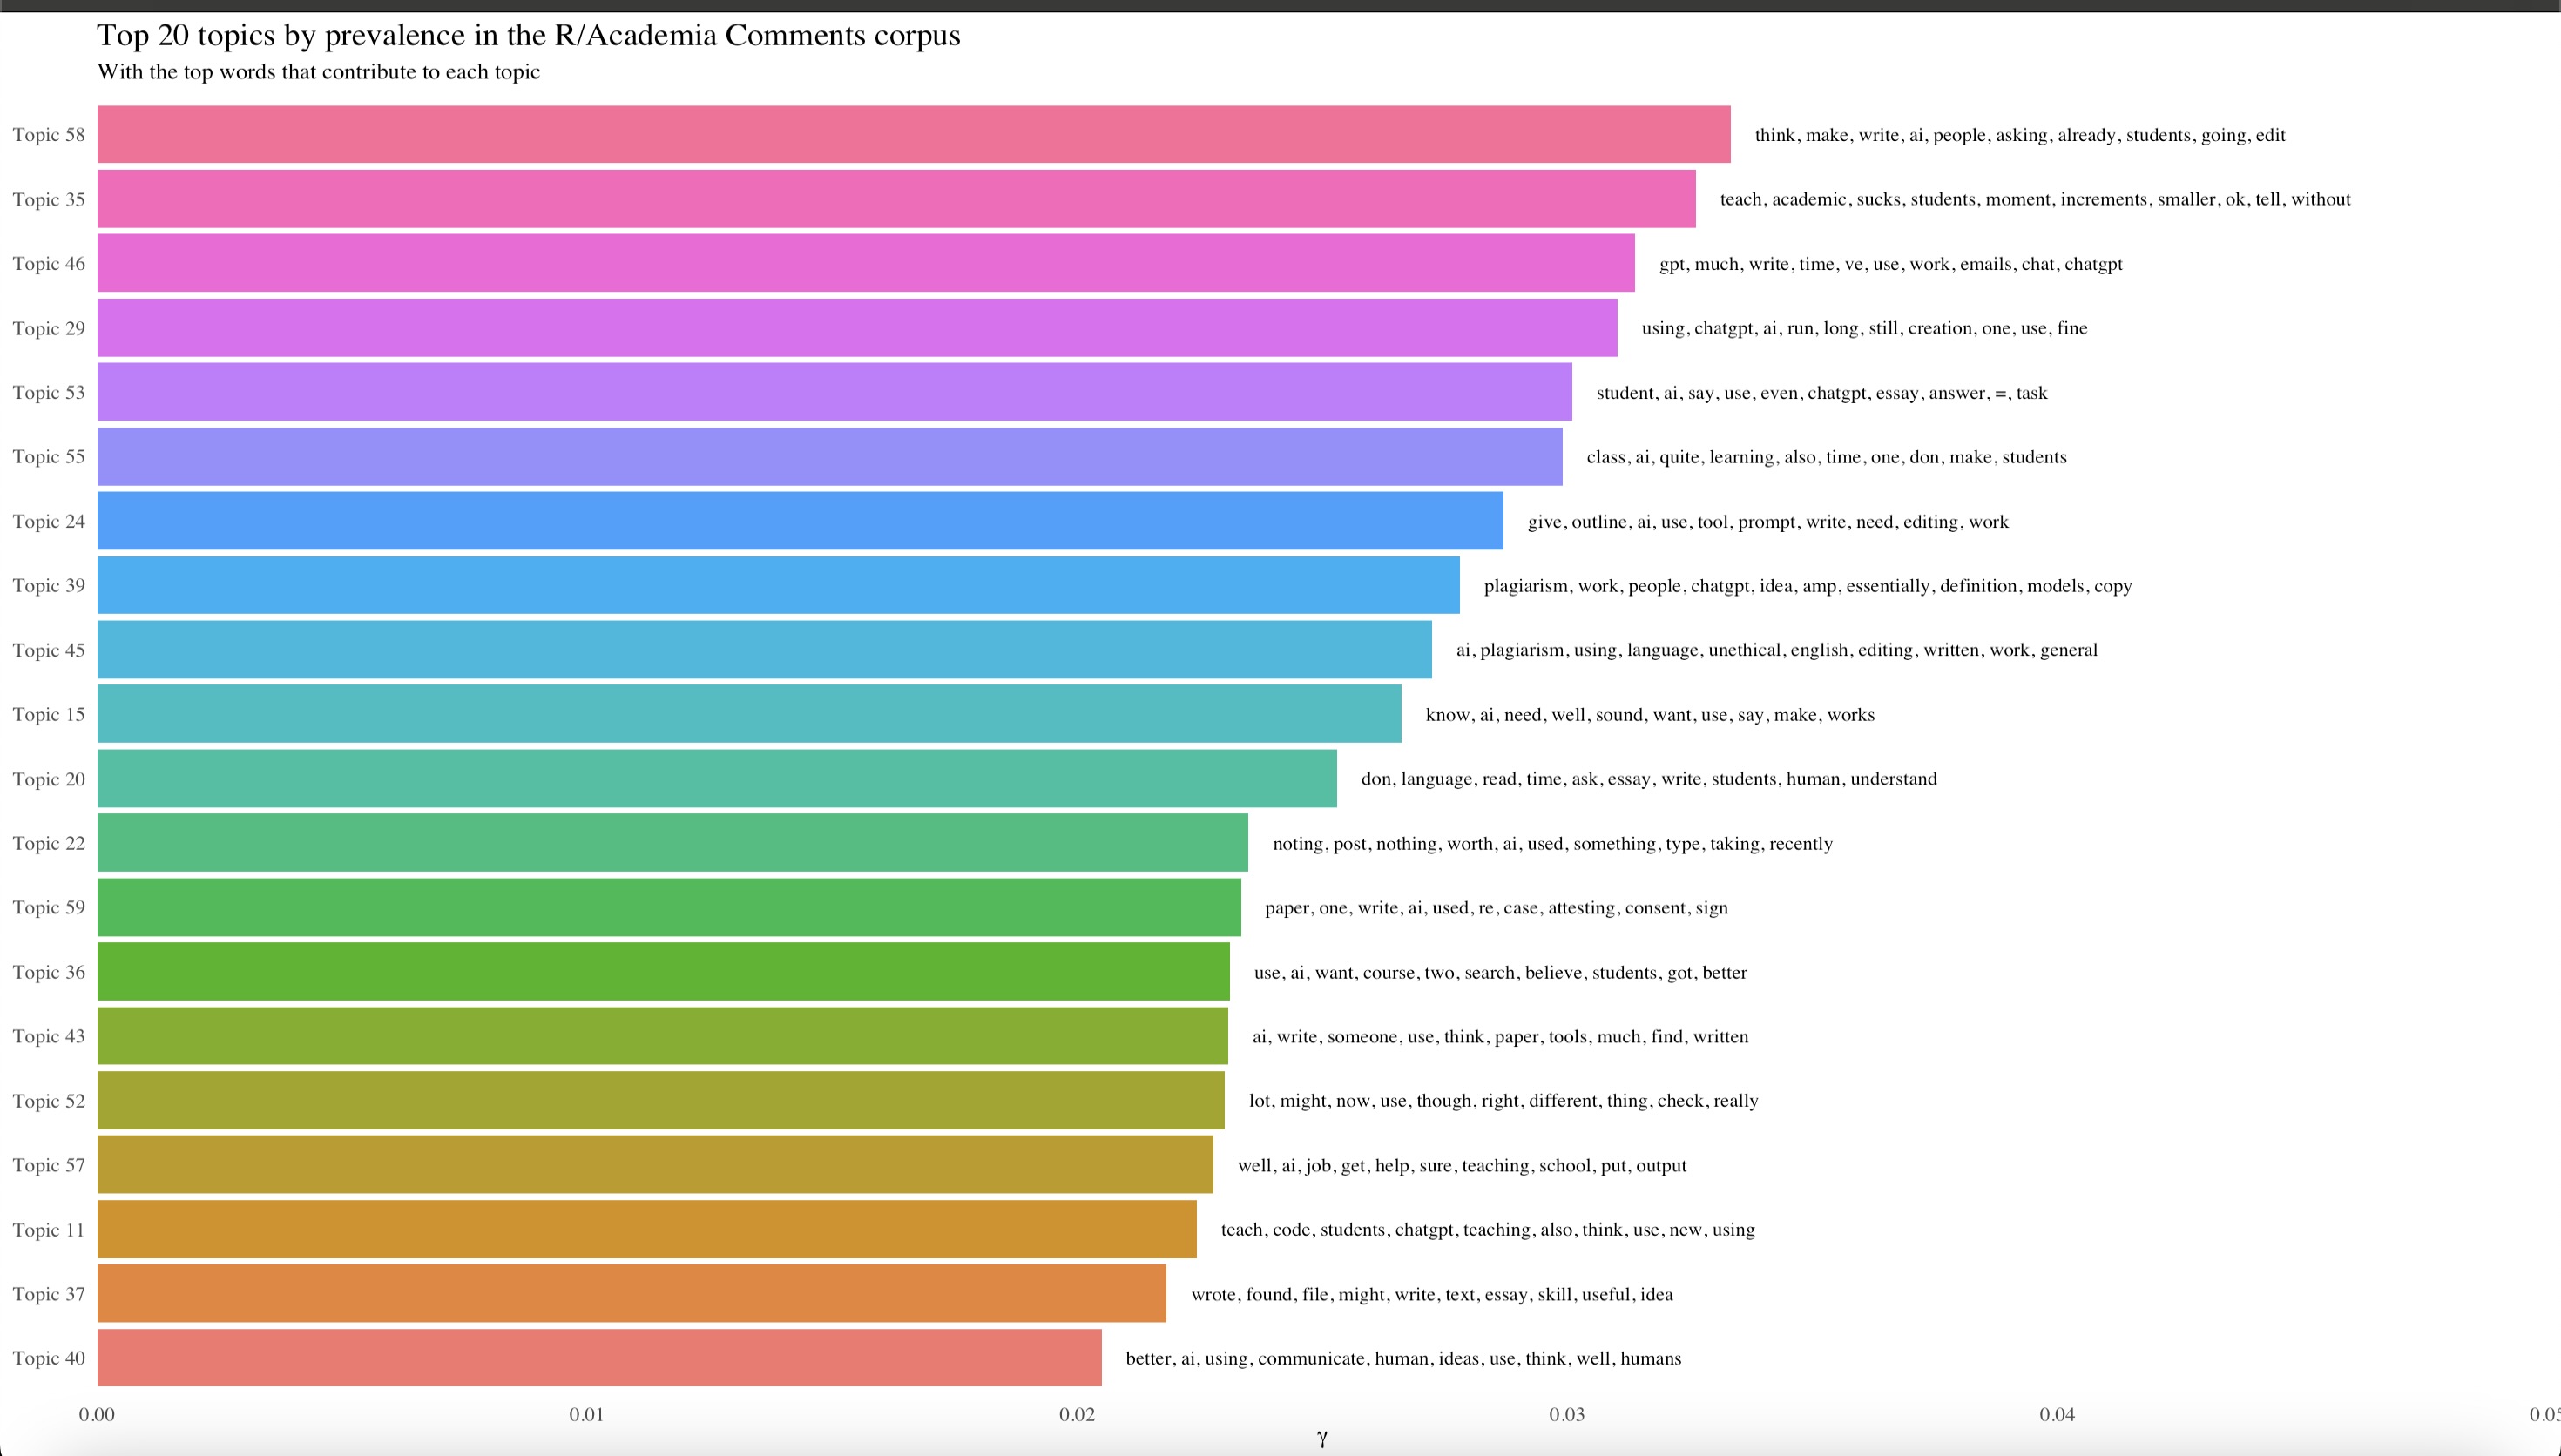 Top 20 topics by prevalence in the R/Academia Comments corpus
With the top words that contribute to each topic
Topic 58 think, make, write, ai, people, asking, already, students, going, edit
Topic 35 teach, academic, sucks, students, moment, increments, smaller, ok, tell, without
Topic 46 gpt, much, write, time, ve, use, work, emails, chat, chatgpt
Topic 29 using, chatgpt, ai, run, long, still, creation, one, use, fine
Topic 53 student, ai, say, use, even, chatgpt, essay, answer, =, task
Topic 55 class, ai, quite, learning, also, time, one, don, make, students
Topic 24 give, outline, ai, use, tool, prompt, write, need, editing, work
Topic 39 plagiarism, work, people, chatgpt, idea, amp, essentially, definition, models, copy
Topic 45 ai, plagiarism, using, language, unethical, english, editing, written, work, general
Topic 15 know, ai, need, well, sound, want, use, say, make, works
Topic 20 don, language, read, time, ask, essay, write, students, human, understand
Topic 22 noting, post, nothing, worth, ai, used, something, type, taking, recently
Topic 59 paper, one, write, ai, used, re, case, attesting, consent, sign
Topic 36 use, ai, want, course, two, search, believe, students, got, better
Topic 43 ai, write, someone, use, think, paper, tools, much, find, written
Topic 52 lot, might, now, use, though, right, different, thing, check, really
Topic 57 well, ai, job, get, help, sure, teaching, school, put, output
Topic 11 teach, code, students, chatgpt, teaching, also, think, use, new, using
Topic 37 wrote, found, file, might, write, text, essay, skill, useful, idea
Topic 40 better, ai, using, communicate, human, ideas, use, think, well, humans
0.00 0.01 0.02 0.03 0.04
γ